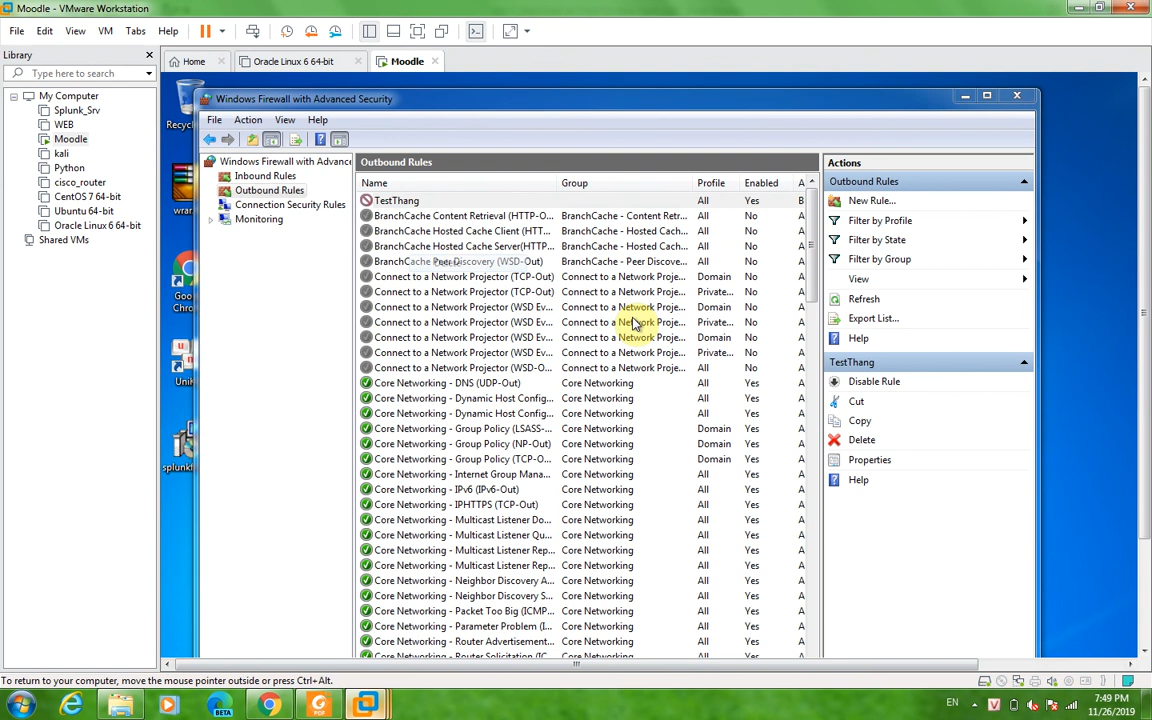 Moodle - VMware Workstation
File Edit View VM Tabs Help
Library
Type here to search
My Computer
Splunk_Srv
WEB
Moodle
kali
Python
cisco_router
CentOS 7 64-bit
Ubuntu 64-bit
Oracle Linux 6 64-bit
Shared VMs
Home Oracle Linux 6 64-bit Moodle
Windows Firewall with Advanced Security
File Action View Help
Windows Firewall with Advanc
Inbound Rules
Outbound Rules
Connection Security Rules
Monitoring
Outbound Rules
Name Group Profile Enabled A
TestThang All Yes B
BranchCache Content Retrieval (HTTP-O... BranchCache - Content Retr... All No A
BranchCache Hosted Cache Client (HTT... BranchCache - Hosted Cach... All No A
BranchCache Hosted Cache Server(HTTP... BranchCache - Hosted Cach... All No A
BranchCache Peer Discovery (WSD-Out) BranchCache - Peer Discove... All No A
Connect to a Network Projector (TCP-Out) Connect to a Network Proje... Domain No A
Connect to a Network Projector (TCP-Out) Connect to a Network Proje... Private... No A
Connect to a Network Projector (WSD Ev... Connect to a Network Proje... Domain No A
Connect to a Network Projector (WSD Ev... Connect to a Network Proje... Private... No A
Connect to a Network Projector (WSD Ev... Connect to a Network Proje... Domain No A
Connect to a Network Projector (WSD Ev... Connect to a Network Proje... Private... No A
Connect to a Network Projector (WSD-O... Connect to a Network Proje... All No A
Core Networking - DNS (UDP-Out) Core Networking All Yes A
Core Networking - Dynamic Host Config... Core Networking All Yes A
Core Networking - Dynamic Host Config... Core Networking All Yes A
Core Networking - Group Policy (LSASS-... Core Networking Domain Yes A
Core Networking - Group Policy (NP-Out) Core Networking Domain Yes A
Core Networking - Group Policy (TCP-O... Core Networking Domain Yes A
Core Networking - Internet Group Mana... Core Networking All Yes A
Core Networking - IPv6 (IPv6-Out) Core Networking All Yes A
Core Networking - IPHTTPS (TCP-Out) Core Networking All Yes A
Core Networking - Multicast Listener Do... Core Networking All Yes A
Core Networking - Multicast Listener Qu... Core Networking All Yes A
Core Networking - Multicast Listener Rep... Core Networking All Yes A
Core Networking - Multicast Listener Rep... Core Networking All Yes A
Core Networking - Neighbor Discovery A... Core Networking All Yes A
Core Networking - Neighbor Discovery S... Core Networking All Yes A
Core Networking - Packet Too Big (ICMP... Core Networking All Yes A
Core Networking - Parameter Problem (I... Core Networking All Yes A
Core Networking - Router Advertisement... Core Networking All Yes A
Core Networking - Router Solicitation (IC... Core Networking All Yes A
Actions
Outbound Rules
New Rule...
Filter by Profile
Filter by State
Filter by Group
View
Refresh
Export List...
Help
TestThang
Disable Rule
Cut
Copy
Delete
Properties
Help
Recyc
wrar
Goo
Chro
UniK
splunkf
To return to your computer, move the mouse pointer outside or press Ctrl+Alt.
BETA
PDF
EN
7:49 PM
11/26/2019